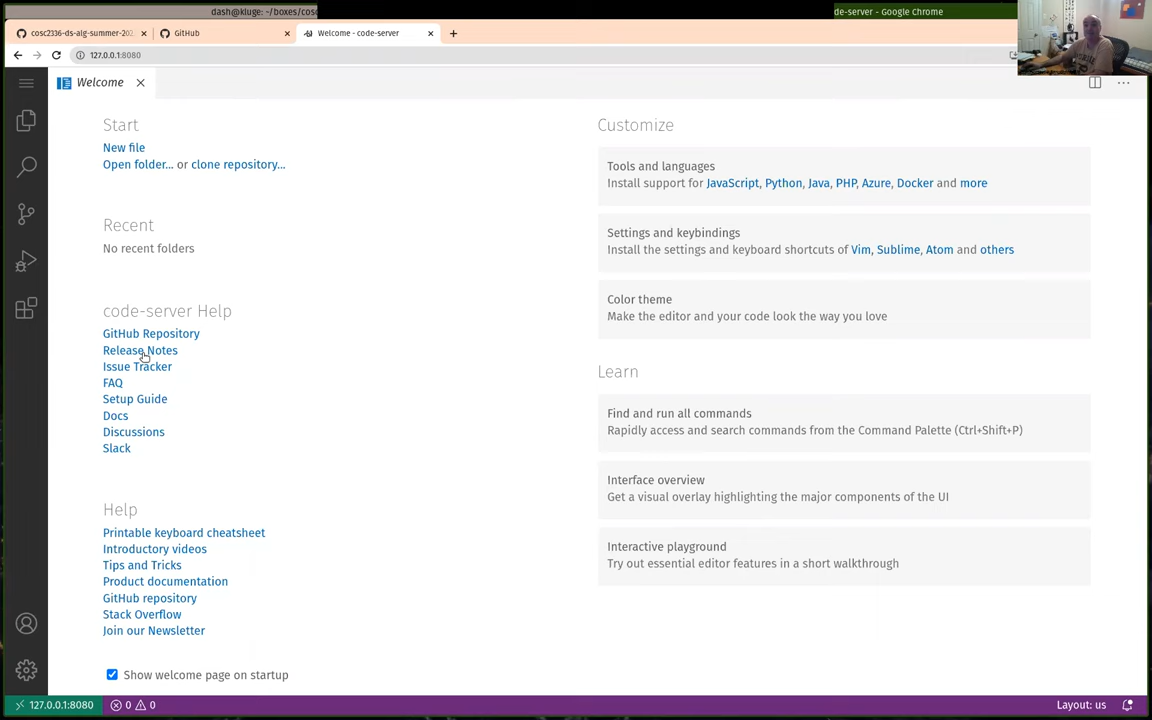 dash@kluge: ~/boxes/cosc
de-server - Google Chrome
cosc2336-ds-alg-summer-202
GitHub
Welcome - code-server
127.0.0.1:8080
Welcome
Start
New file
Open folder... or clone repository...
Recent
No recent folders
code-server Help
GitHub Repository
Release Notes
Issue Tracker
FAQ
Setup Guide
Docs
Discussions
Slack
Help
Printable keyboard cheatsheet
Introductory videos
Tips and Tricks
Product documentation
GitHub repository
Stack Overflow
Join our Newsletter
Show welcome page on startup
Customize
Tools and languages
Install support for JavaScript, Python, Java, PHP, Azure, Docker and more
Settings and keybindings
Install the settings and keyboard shortcuts of Vim, Sublime, Atom and others
Color theme
Make the editor and your code look the way you love
Learn
Find and run all commands
Rapidly access and search commands from the Command Palette (Ctrl+Shift+P)
Interface overview
Get a visual overlay highlighting the major components of the UI
Interactive playground
Try out essential editor features in a short walkthrough
127.0.0.1:8080
0
0
Layout: us